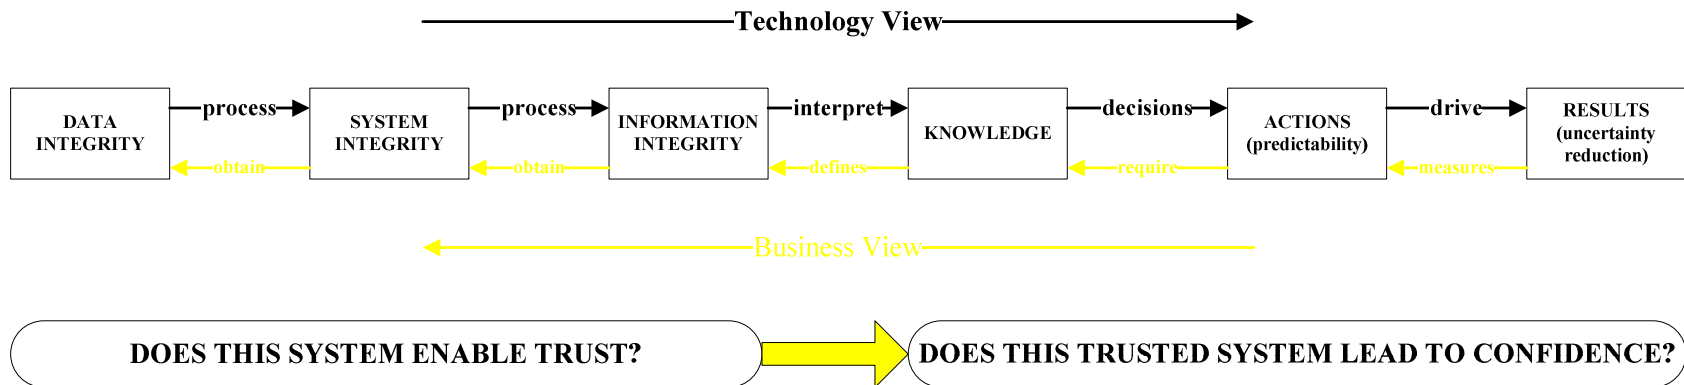 Technology View
process process interpret decisions drive
DATA
INTEGRITY
SYSTEM
INTEGRITY
INFORMATION
INTEGRITY
KNOWLEDGE
ACTIONS
(predictability)
RESULTS
(uncertainty
reduction)
obtain obtain defines require measures
Business View
DOES THIS SYSTEM ENABLE TRUST?
DOES THIS TRUSTED SYSTEM LEAD TO CONFIDENCE?